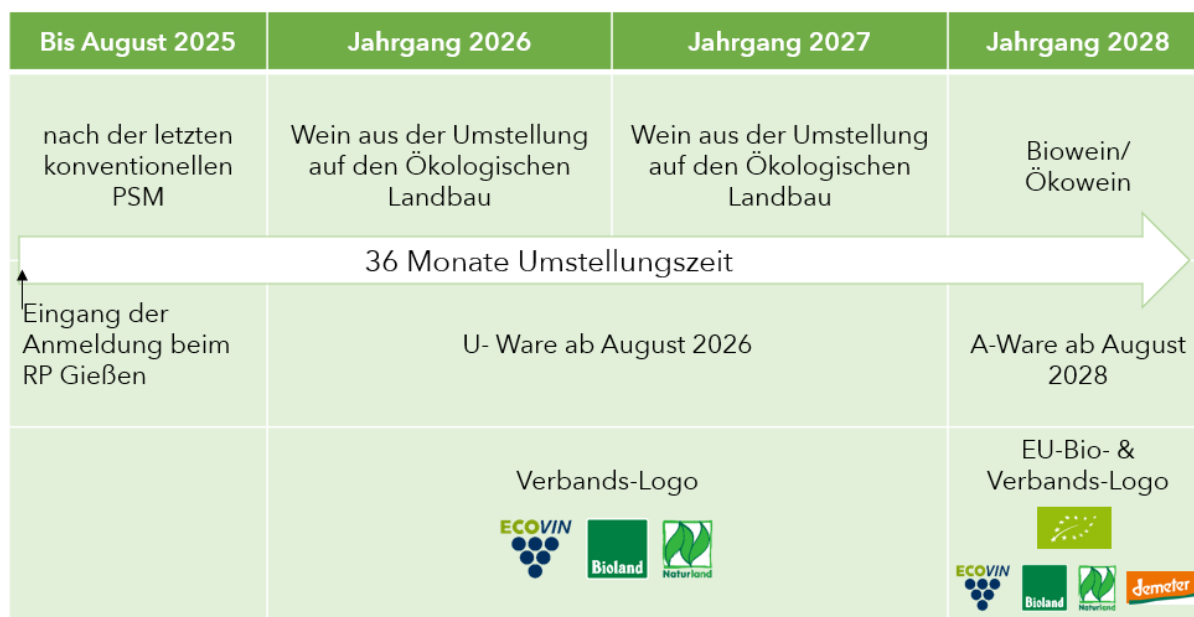 Bis August 2025
Jahrgang 2026
Jahrgang 2027
Jahrgang 2028
nach der letzten
konventionellen
PSM
Wein aus der Umstellung
auf den Ökologischen
Landbau
Wein aus der Umstellung
auf den Ökologischen
Landbau
Biowein/
Ökowein
36 Monate Umstellungszeit
Eingang der
Anmeldung beim
RP Gießen
U- Ware ab August 2026
A-Ware ab August
2028
Verbands-Logo
ECOVIN
Bioland
Naturland
EU-Bio- &
Verbands-Logo
ECOVIN
Bioland
Naturland
demeter